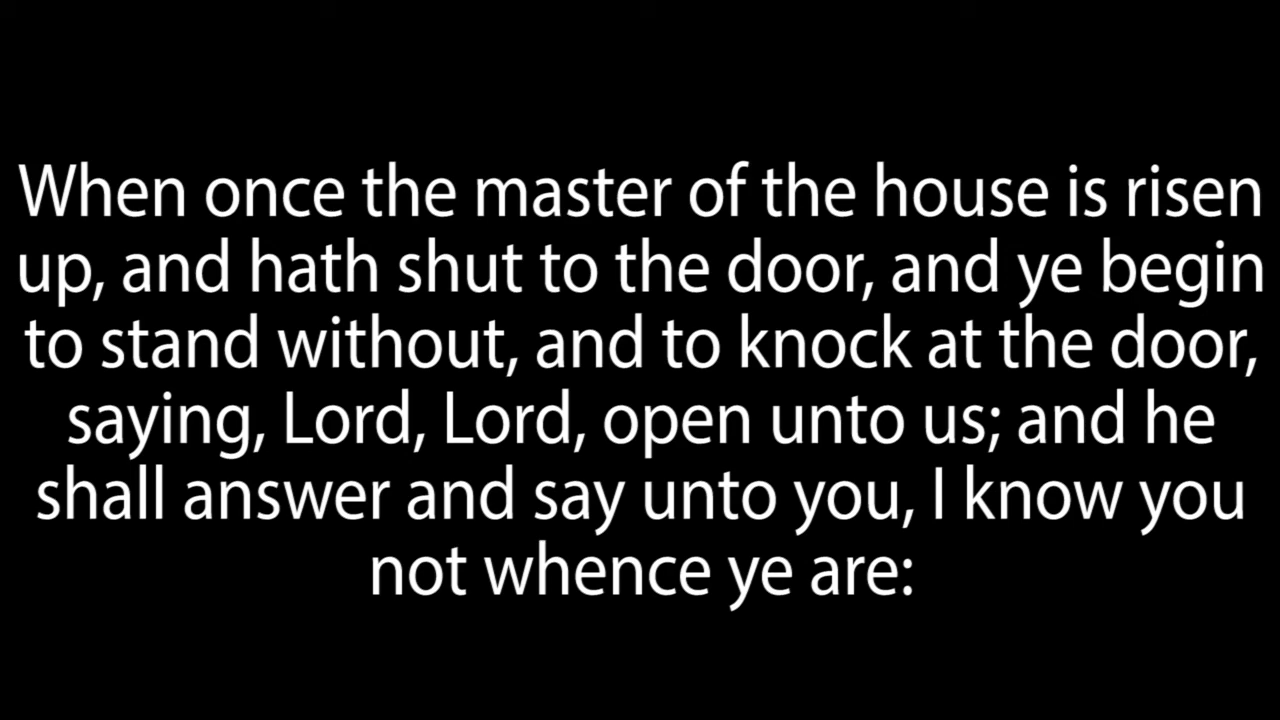 When once the master of the house is risen
up, and hath shut to the door, and ye begin
to stand without, and to knock at the door,
saying, Lord, Lord, open unto us; and he
shall answer and say unto you, I know you
not whence ye are: